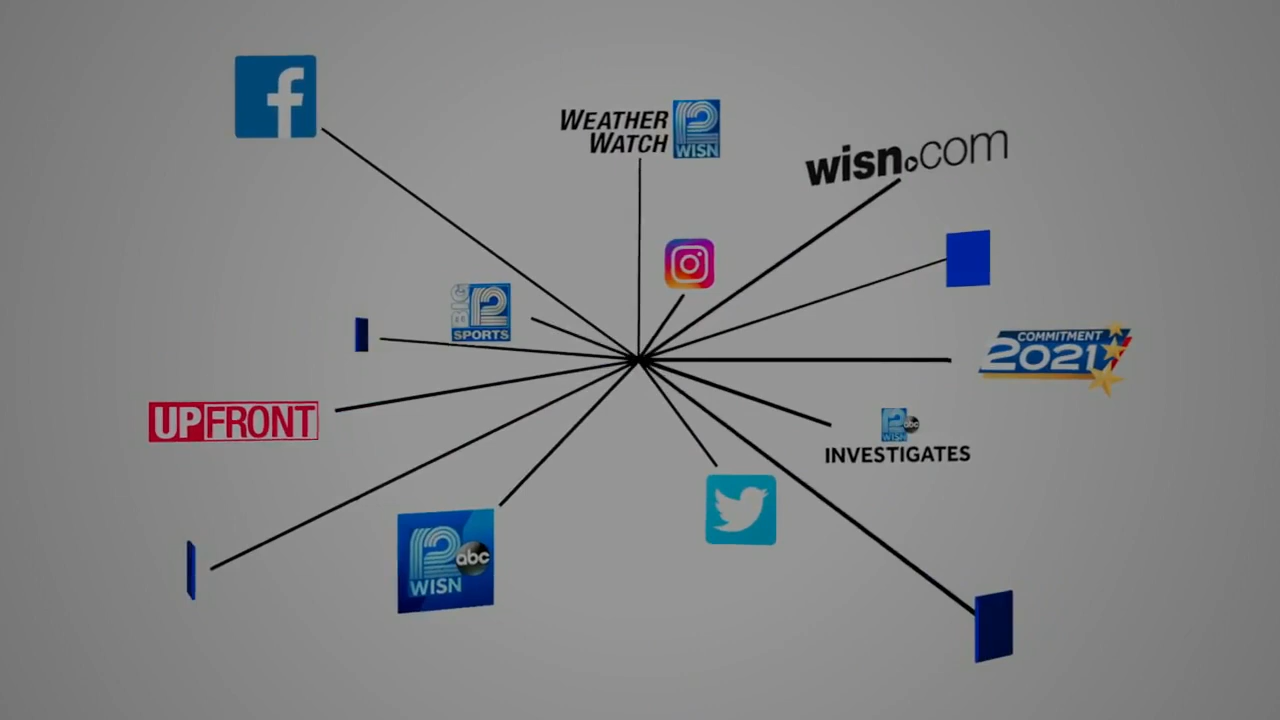 f
WEATHER
WATCH
12
WISN
wisn.com
BIG
12
SPORTS
COMMITMENT
2021
UPFRONT
12
abc
WISN
INVESTIGATES
12
abc
WISN